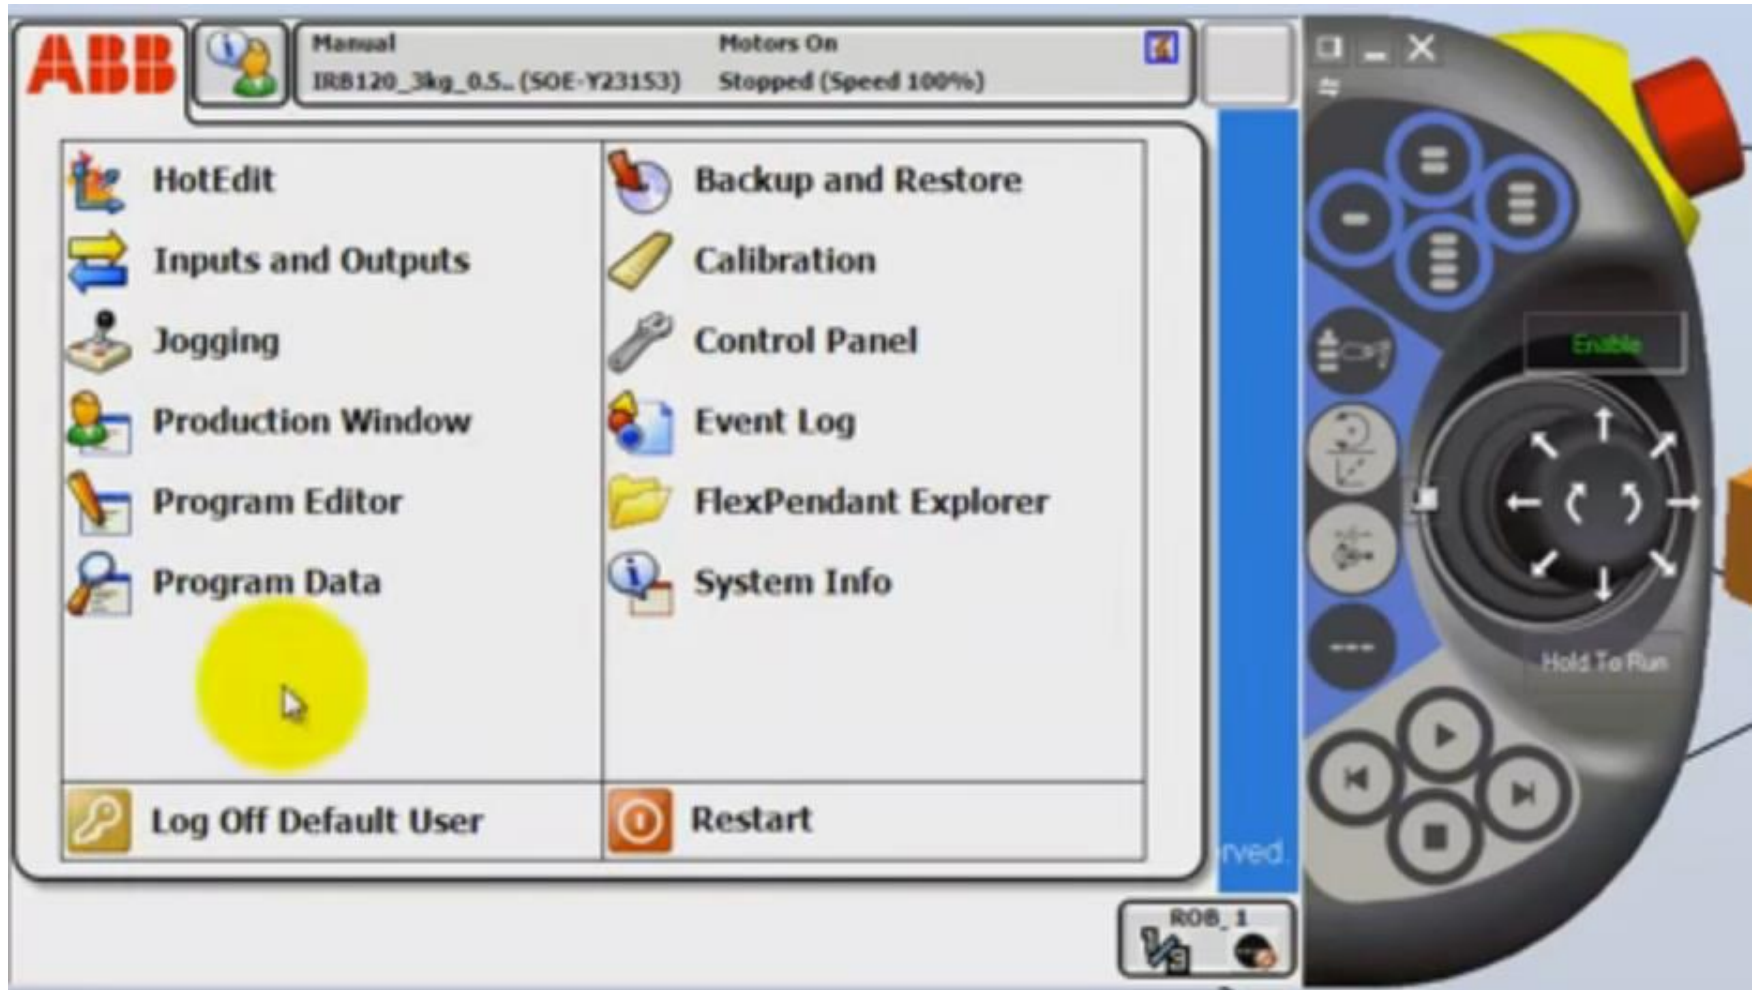 ABB
Manual
IRB120_3kg_0.5... (SOE-Y23153)
Motors On
Stopped (Speed 100%)
HotEdit
Inputs and Outputs
Jogging
Production Window
Program Editor
Program Data
Backup and Restore
Calibration
Control Panel
Event Log
FlexPendant Explorer
System Info
Log Off Default User
Restart
rved.
ROB_1
1/3
Enable
Hold To Run